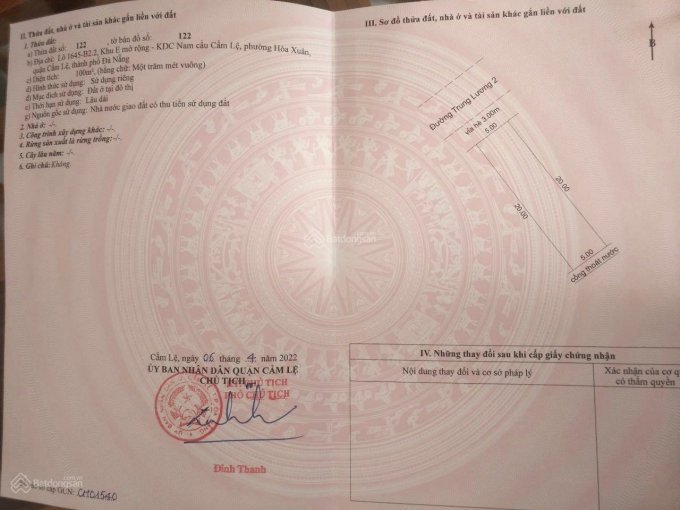 II. Thửa đất, nhà ở và tài sản khác gắn liền với đất
1. Thửa đất:
a) Thửa đất số: 122 , tờ bản đồ số: 122
b) Địa chỉ: Lô 1645-B2.2, Khu E mở rộng - KDC Nam cầu Cẩm Lệ, phường Hòa Xuân,
quận Cẩm Lệ, thành phố Đà Nẵng
c) Diện tích: 100m², (bằng chữ: Một trăm mét vuông)
d) Hình thức sử dụng: Sử dụng riêng
đ) Mục đích sử dụng: Đất ở tại đô thị
e) Thời hạn sử dụng: Lâu dài
g) Nguồn gốc sử dụng: Nhà nước giao đất có thu tiền sử dụng đất
2. Nhà ở: -/-
3. Công trình xây dựng khác: -/-
4. Rừng sản xuất là rừng trồng: -/-
5. Cây lâu năm: -/-
6. Ghi chú: Không
Cẩm Lệ, ngày 06 tháng 4 năm 2022
ỦY BAN NHÂN DÂN QUẬN CẨM LỆ
CHỦ TỊCH
KT.CHỦ TỊCH
PHÓ CHỦ TỊCH
Đinh Thanh
Số vào sổ cấp GCN: CH01540
III. Sơ đồ thửa đất, nhà ở và tài sản khác gắn liền với đất
B
Đường Trung Lương 2
vỉa hè 3.00m
5.00
20.00
20.00
5.00
cống thoát nước
IV. Những thay đổi sau khi cấp giấy chứng nhận
Nội dung thay đổi và cơ sở pháp lý
Xác nhận của cơ q
có thẩm quyền
Batdongsan
.com.vn
Batdongsan
.com.vn
Batdongsan
.com.vn